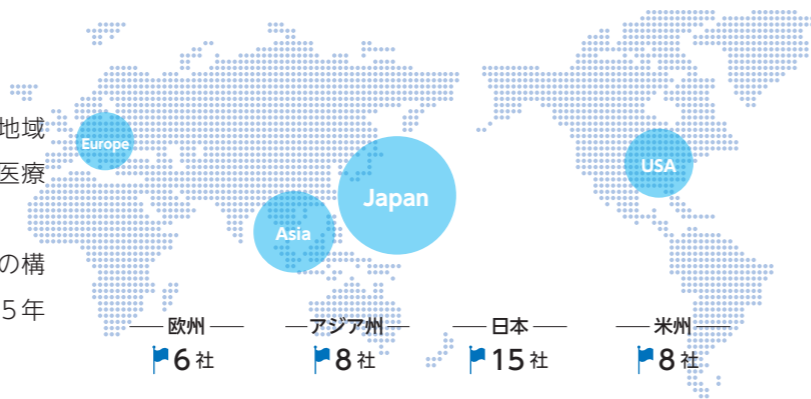 地域
医療
の構
5年
Europe
Asia
Japan
USA
欧州
6社
アジア州
8社
日本
15社
米州
8社